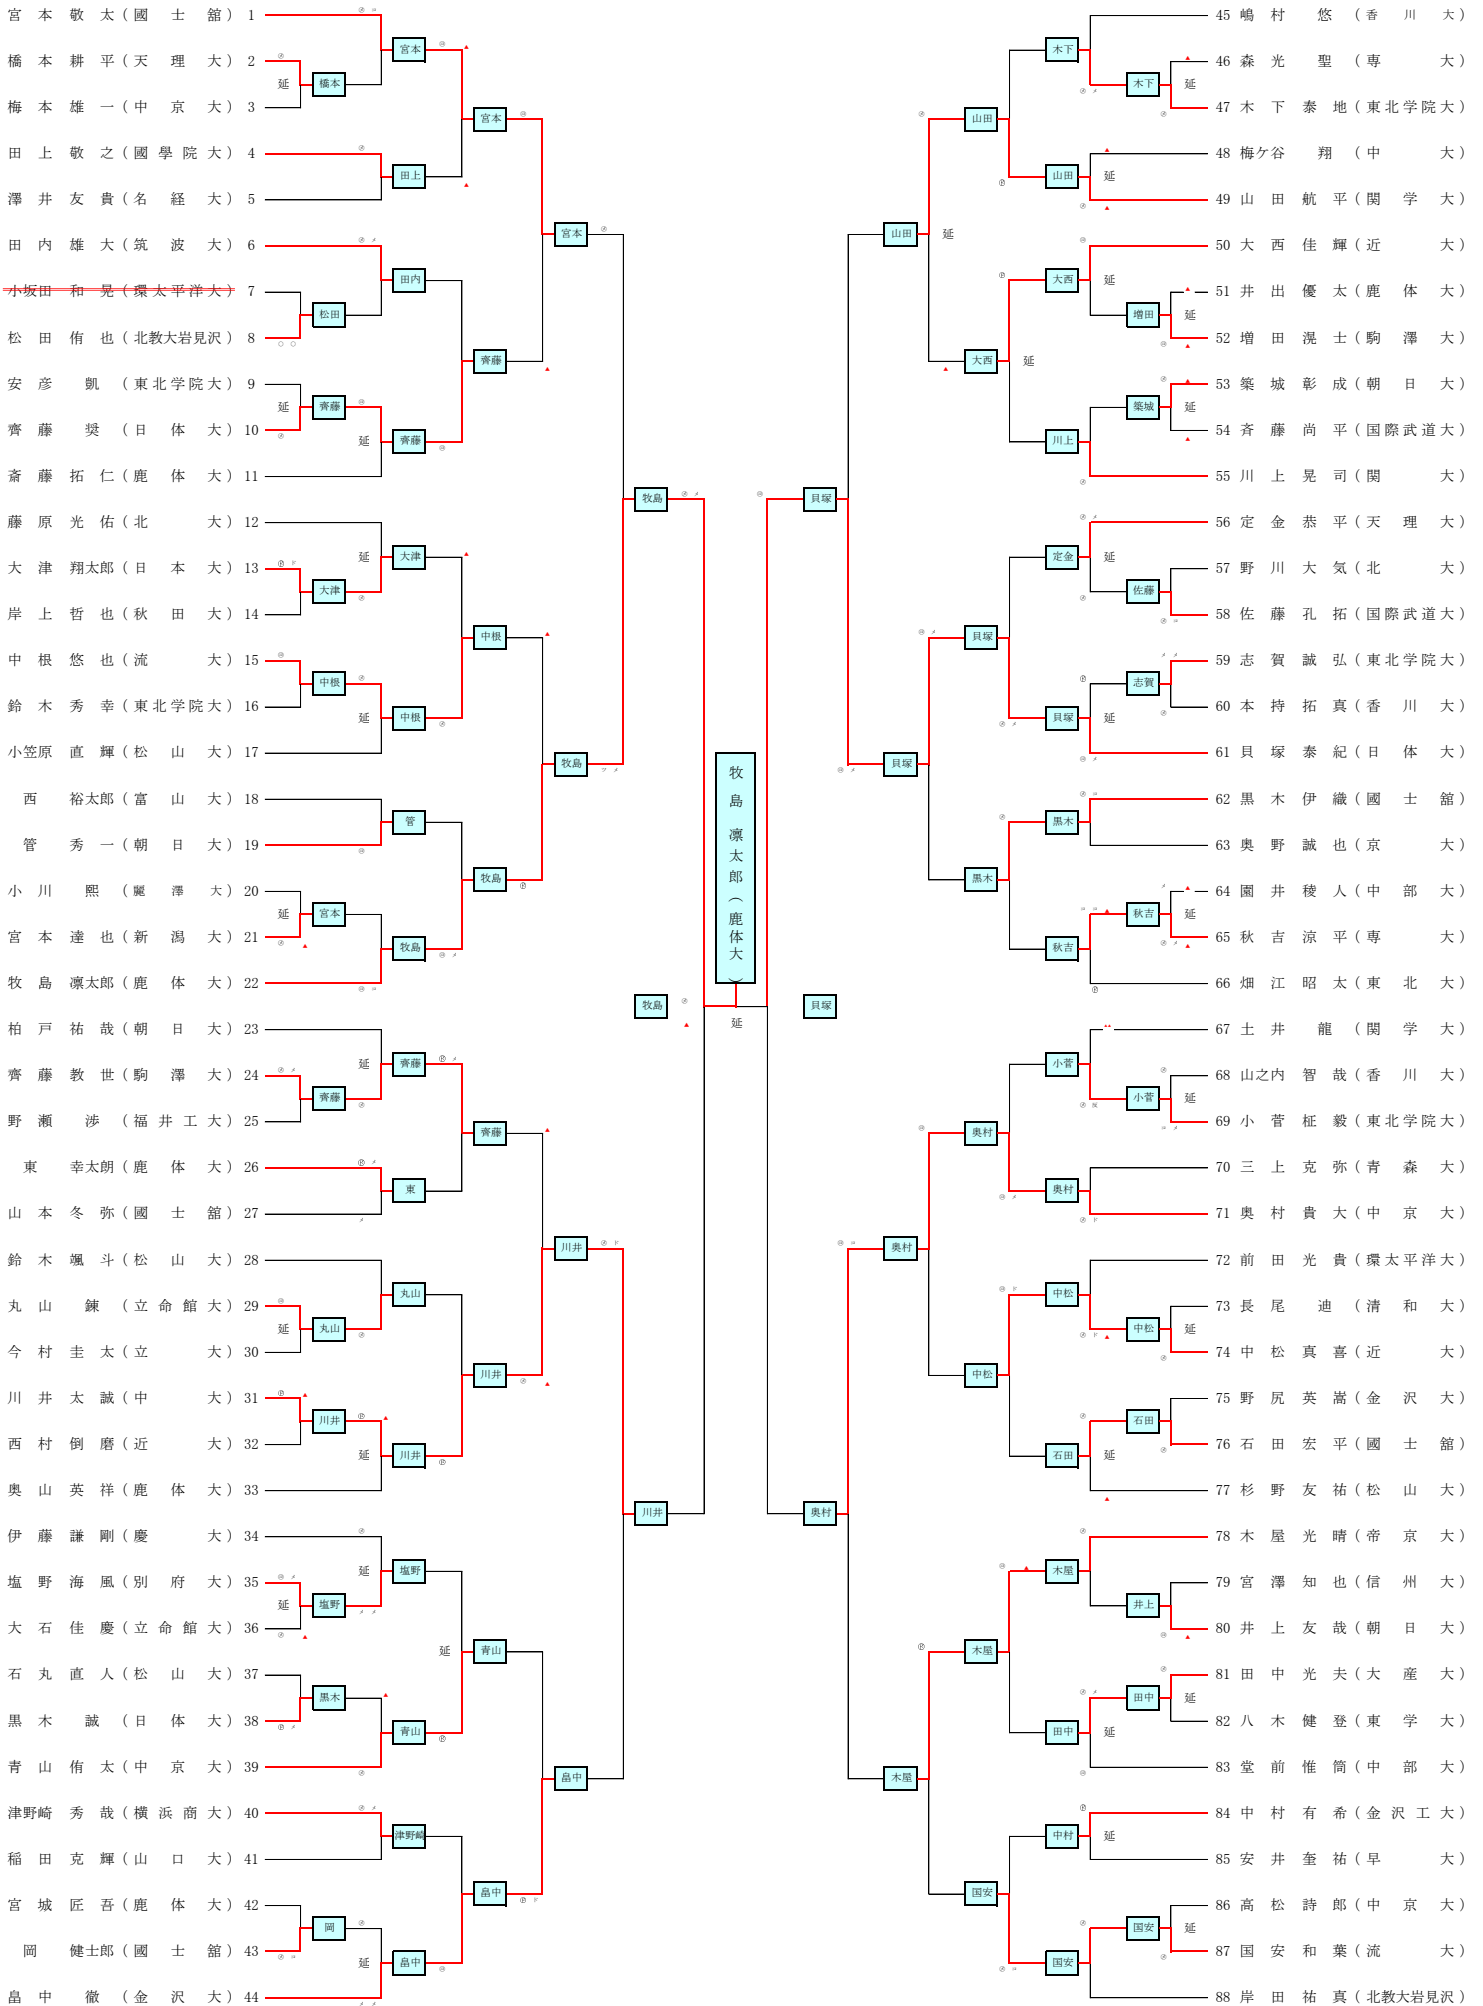 宮本 敬太(國士舘) 1
橋本 耕平(天理大) 2
梅本 雄一(中京大) 3
田上 敬之(國學院大) 4
澤井 友貴(名経大) 5
田内 雄大(筑波大) 6
小坂田 和晃(環太平洋大) 7
松田 侑也(北教大岩見沢) 8
安彦 凱(東北学院大) 9
齊藤 奨(日体大) 10
斎藤 拓仁(鹿体大) 11
藤原 光佑(北大) 12
大津 翔太郎(日本大) 13
岸上 哲也(秋田大) 14
中根 悠也(流大) 15
鈴木 秀幸(東北学院大) 16
小笠原 直輝(松山大) 17
西 裕太郎(富山大) 18
管 秀一(朝日大) 19
小川 熙(麗澤大) 20
宮本 達也(新潟大) 21
牧島 凛太郎(鹿体大) 22
柏戸 祐哉(朝日大) 23
齊藤 教世(駒澤大) 24
野瀬 渉(福井工大) 25
東 幸太朗(鹿体大) 26
山本 冬弥(國士舘) 27
鈴木 颯斗(松山大) 28
丸山 錬(立命館大) 29
今村 圭太(立大) 30
川井 太誠(中大) 31
西村 倒磨(近大) 32
奥山 英祥(鹿体大) 33
伊藤 謙剛(慶大) 34
塩野 海風(別府大) 35
大石 佳慶(立命館大) 36
石丸 直人(松山大) 37
黒木 誠(日体大) 38
青山 侑太(中京大) 39
津野崎 秀哉(横浜商大) 40
稲田 克輝(山口大) 41
宮城 匠吾(鹿体大) 42
岡 健士郎(國士舘) 43
畠中 徹(金沢大) 44
橋本
松田
齊藤
大津
中根
宮本
齊藤
丸山
川井
塩野
黒木
岡
宮本
田上
田内
齊藤
大津
中根
管
牧島
齊藤
東
丸山
川井
塩野
青山
津野崎
畠中
宮本
齊藤
中根
牧島
齊藤
川井
青山
畠中
宮本
牧島
川井
畠中
牧島
川井
牧島
牧島 凛太郎(鹿体大)
延
貝塚
貝塚
奥村
山田
貝塚
奥村
木屋
山田
大西
貝塚
黒木
奥村
中松
木屋
国安
木下
山田
大西
川上
定金
貝塚
黒木
秋吉
小菅
奥村
中松
石田
木屋
田中
中村
国安
木下
増田
築城
佐藤
志賀
秋吉
小菅
中松
石田
井上
田中
国安
45 嶋村 悠(香川大)
46 森光 聖(専大)
47 木下 泰地(東北学院大)
48 梅ケ谷 翔(中大)
49 山田 航平(関学大)
50 大西 佳輝(近大)
51 井出 優太(鹿体大)
52 増田 滉士(駒澤大)
53 築城 彰成(朝日大)
54 斉藤 尚平(国際武道大)
55 川上 晃司(関大)
56 定金 恭平(天理大)
57 野川 大気(北大)
58 佐藤 孔拓(国際武道大)
59 志賀 誠弘(東北学院大)
60 本持 拓真(香川大)
61 貝塚 泰紀(日体大)
62 黒木 伊織(國士舘)
63 奥野 誠也(京大)
64 園井 稜人(中部大)
65 秋吉 涼平(専大)
66 畑江 昭太(東北大)
67 土井 龍(関学大)
68 山之内 智哉(香川大)
69 小菅 柾毅(東北学院大)
70 三上 克弥(青森大)
71 奥村 貴大(中京大)
72 前田 光貴(環太平洋大)
73 長尾 迪(清和大)
74 中松 真喜(近大)
75 野尻 英嵩(金沢大)
76 石田 宏平(國士舘)
77 杉野 友祐(松山大)
78 木屋 光晴(帝京大)
79 宮澤 知也(信州大)
80 井上 友哉(朝日大)
81 田中 光夫(大産大)
82 八木 健登(東学大)
83 堂前 惟筒(中部大)
84 中村 有希(金沢工大)
85 安井 奎祐(早大)
86 高松 詩郎(中京大)
87 国安 和葉(流大)
88 岸田 祐真(北教大岩見沢)